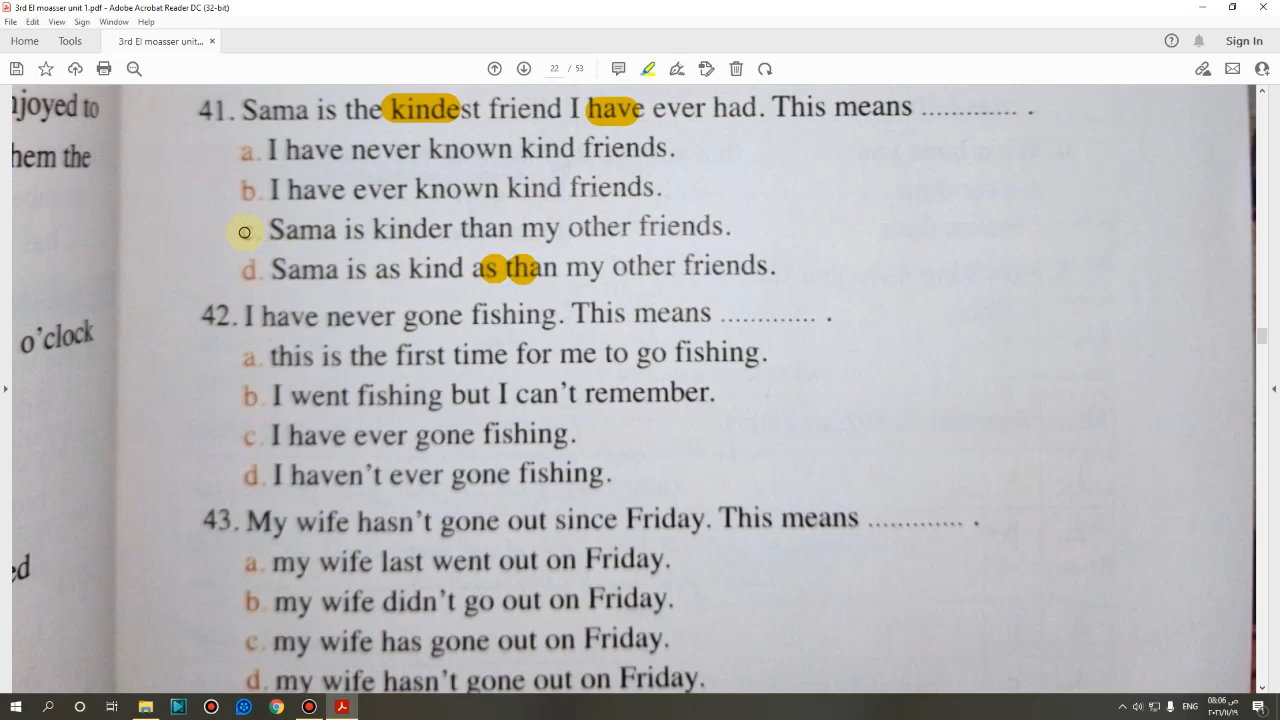 3rd El moasser unit 1.pdf - Adobe Acrobat Reader DC (32-bit)
File Edit View Sign Window Help
Home Tools 3rd El moasser unit... × Sign In
22 / 53
njoyed to
hem the
o'clock
ed
41. Sama is the kindest friend I have ever had. This means ............. .
a. I have never known kind friends.
b. I have ever known kind friends.
Sama is kinder than my other friends.
d. Sama is as kind as than my other friends.
42. I have never gone fishing. This means ............. .
a. this is the first time for me to go fishing.
b. I went fishing but I can't remember.
c. I have ever gone fishing.
d. I haven't ever gone fishing.
43. My wife hasn't gone out since Friday. This means ............. .
a. my wife last went out on Friday.
b. my wife didn't go out on Friday.
c. my wife has gone out on Friday.
d. my wife hasn't gone out on Friday.
ENG
08:06 ص